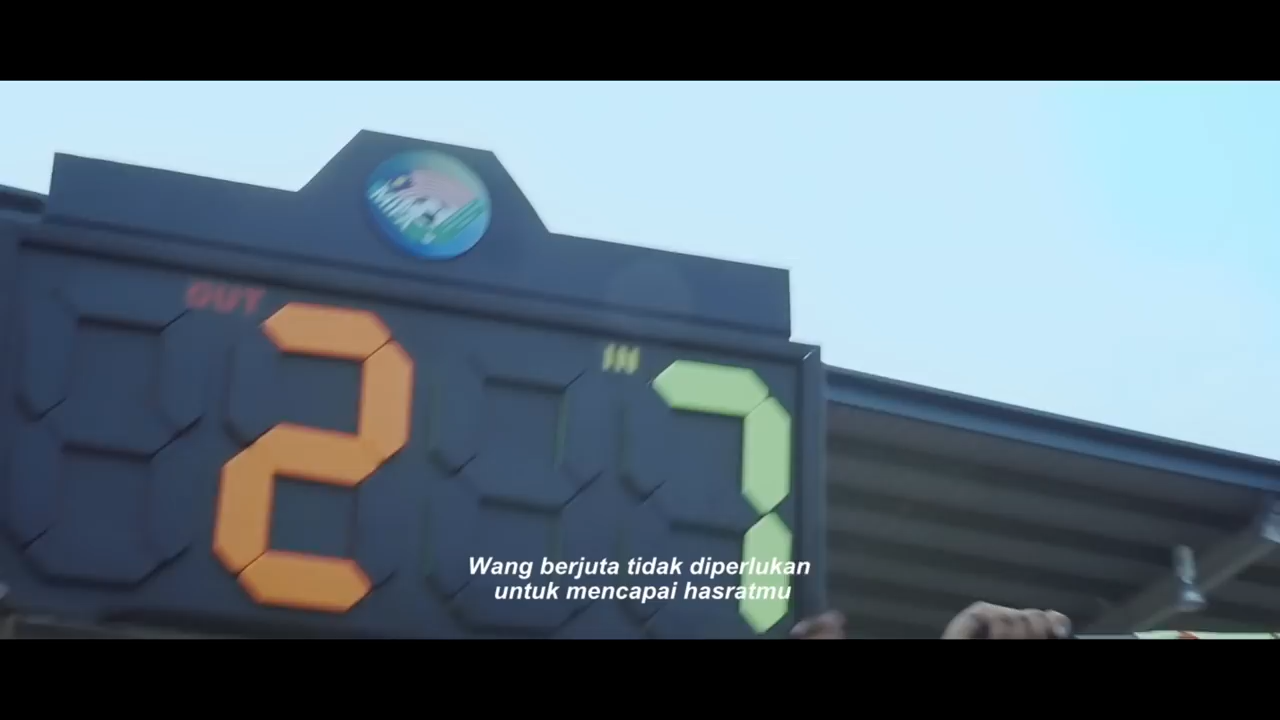 OUT
2
IN
7
Wang berjuta tidak diperlukan
untuk mencapai hasratmu